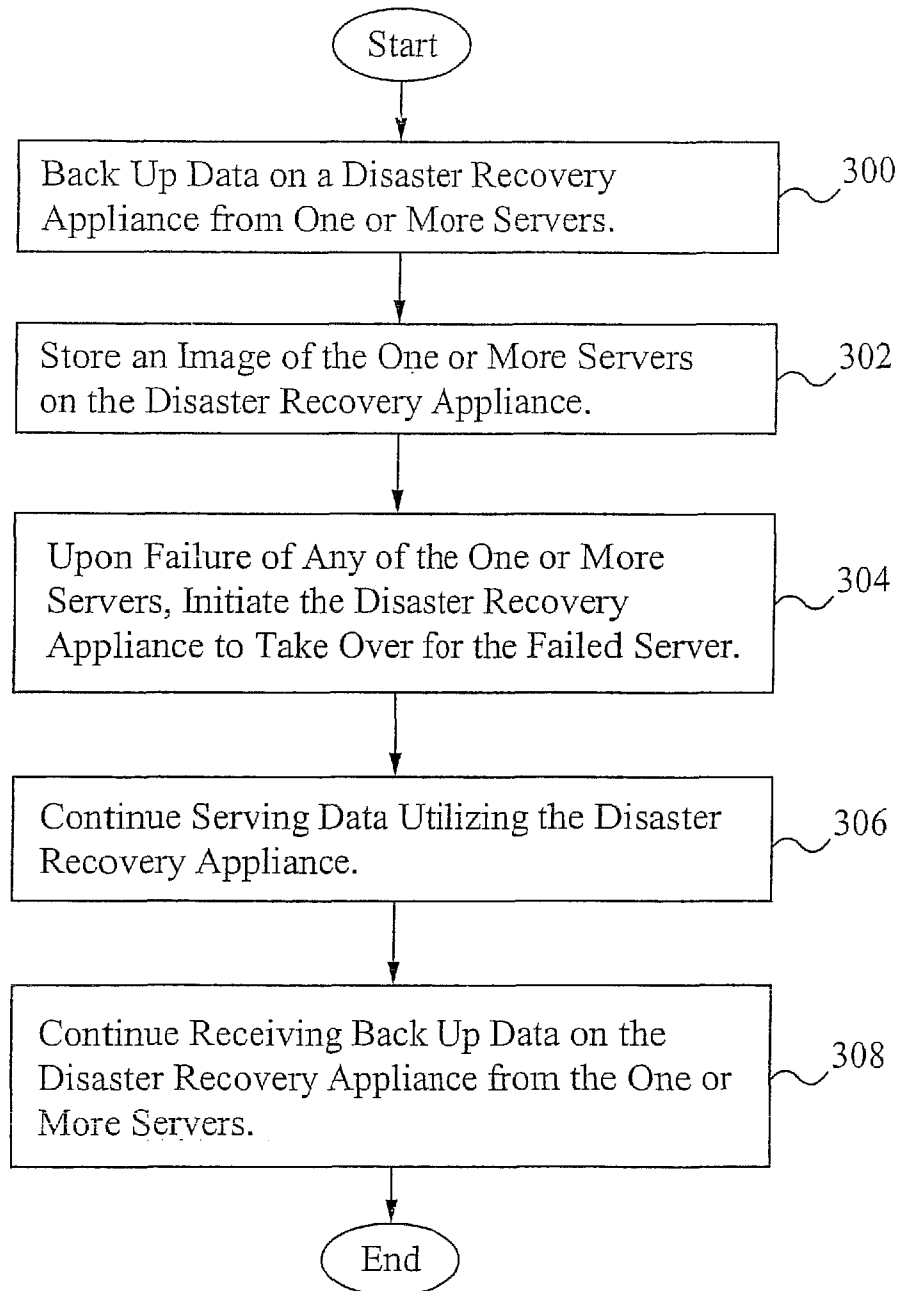 Start
Back Up Data on a Disaster Recovery
Appliance from One or More Servers.
300
Store an Image of the One or More Servers
on the Disaster Recovery Appliance.
302
Upon Failure of Any of the One or More
Servers, Initiate the Disaster Recovery
Appliance to Take Over for the Failed Server.
304
Continue Serving Data Utilizing the Disaster
Recovery Appliance.
306
Continue Receiving Back Up Data on the
Disaster Recovery Appliance from the One or
More Servers.
308
End